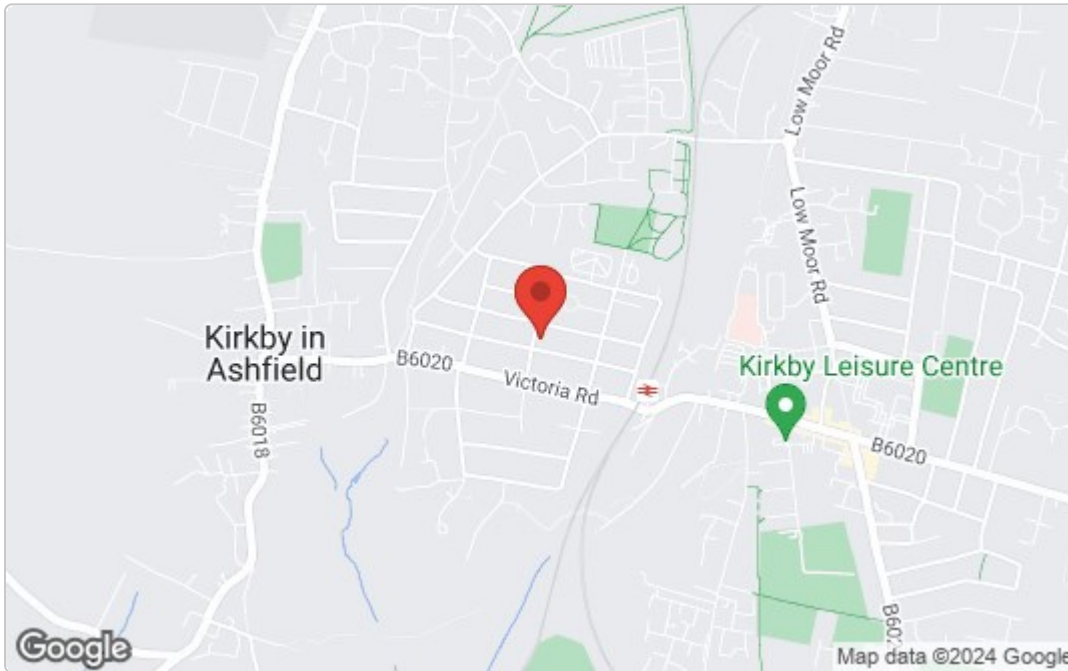 Low Moor Rd
Low Moor Rd
Kirkby in
Ashfield
B6020
Victoria Rd
Kirkby Leisure Centre
B6018
B6020
Google
Map data ©2024 Google